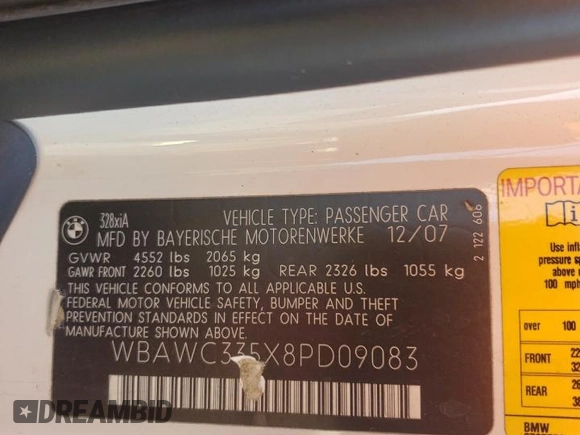 328xiA
VEHICLE TYPE: PASSENGER CAR
MFD BY BAYERISCHE MOTORENWERKE 12/07
GVWR 4552 lbs 2065 kg
GAWR FRONT 2260 lbs 1025 kg REAR 2326 lbs 1055 kg
THIS VEHICLE CONFORMS TO ALL APPLICABLE U.S.
FEDERAL MOTOR VEHICLE SAFETY, BUMPER AND THEFT
PREVENTION STANDARDS IN EFFECT ON THE DATE
OF MANUFACTURE SHOWN ABOVE.
WBAWC335X8PD09083
2 122 606
Use infl
pressure s
above
100 mph
over 100
FRONT
REAR
BMW
DREAMBID